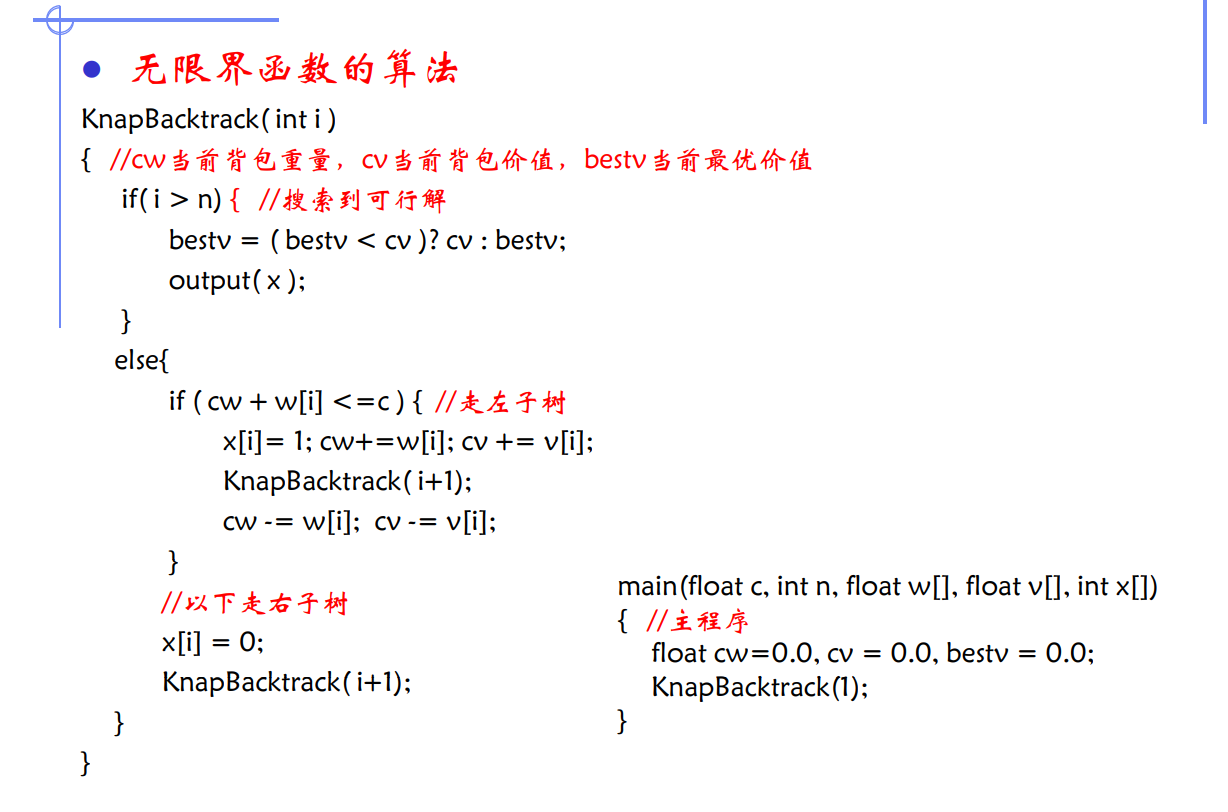 ● 无限界函数的算法
KnapBacktrack( int i )
{ //cw当前背包重量，cv当前背包价值，bestv当前最优价值
if( i > n) { //搜索到可行解
bestv = ( bestv < cv )? cv : bestv;
output( x );
}
else{
if ( cw + w[i] <=c ) { //走左子树
x[i]= 1; cw+=w[i]; cv += v[i];
KnapBacktrack( i+1);
cw -= w[i]; cv -= v[i];
}
//以下走右子树
x[i] = 0;
KnapBacktrack( i+1);
}
}
main(float c, int n, float w[], float v[], int x[])
{ //主程序
float cw=0.0, cv = 0.0, bestv = 0.0;
KnapBacktrack(1);
}